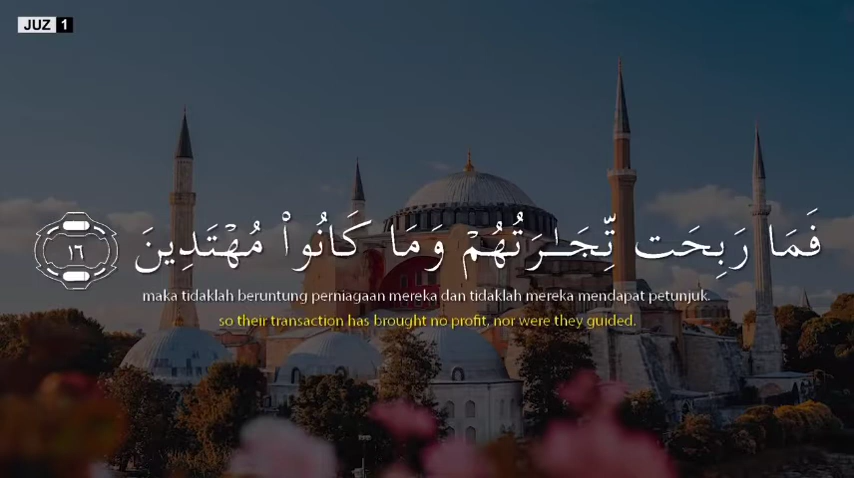 JUZ 1
فَمَا رَبِحَت تِّجَـٰرَتُهُمْ وَمَا كَانُوا۟ مُهْتَدِينَ ١٦
maka tidaklah beruntung perniagaan mereka dan tidaklah mereka mendapat petunjuk.
so their transaction has brought no profit, nor were they guided.